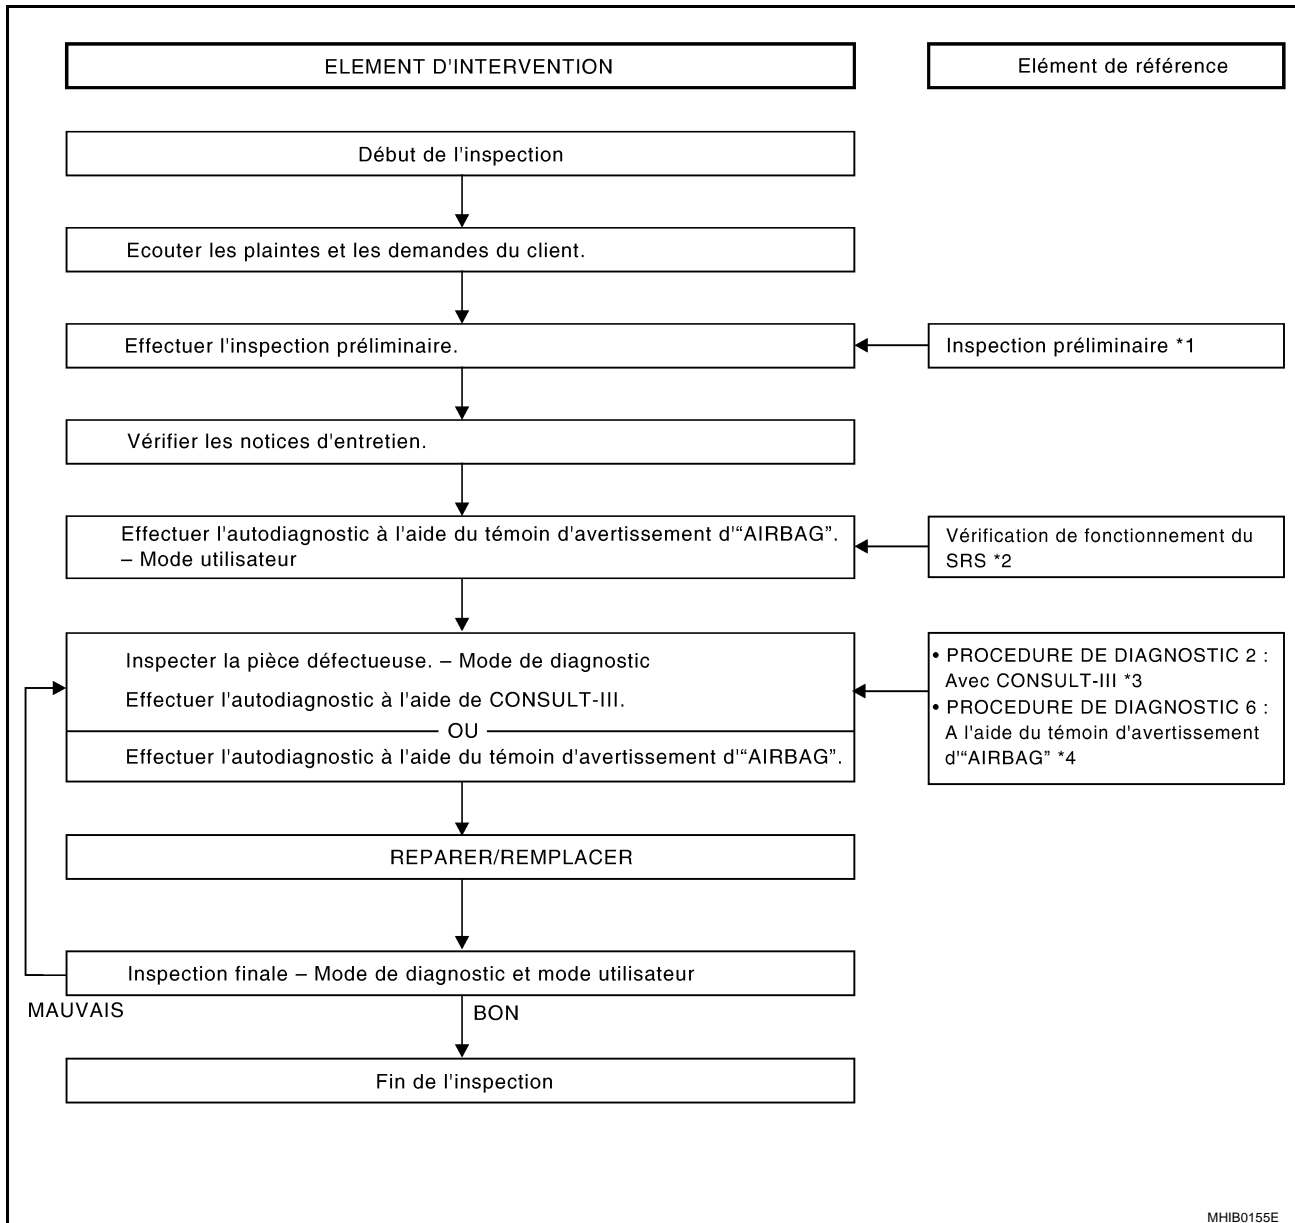 ELEMENT D'INTERVENTION
Elément de référence
Début de l'inspection
Ecouter les plaintes et les demandes du client.
Effectuer l'inspection préliminaire.
Inspection préliminaire *1
Vérifier les notices d'entretien.
Effectuer l'autodiagnostic à l'aide du témoin d'avertissement d'“AIRBAG”.
– Mode utilisateur
Vérification de fonctionnement du
SRS *2
Inspecter la pièce défectueuse. – Mode de diagnostic
Effectuer l'autodiagnostic à l'aide de CONSULT-III.
OU
Effectuer l'autodiagnostic à l'aide du témoin d'avertissement d'“AIRBAG”.
• PROCEDURE DE DIAGNOSTIC 2 :
Avec CONSULT-III *3
• PROCEDURE DE DIAGNOSTIC 6 :
A l'aide du témoin d'avertissement
d'“AIRBAG” *4
REPARER/REMPLACER
Inspection finale – Mode de diagnostic et mode utilisateur
MAUVAIS
BON
Fin de l'inspection
MHIB0155E